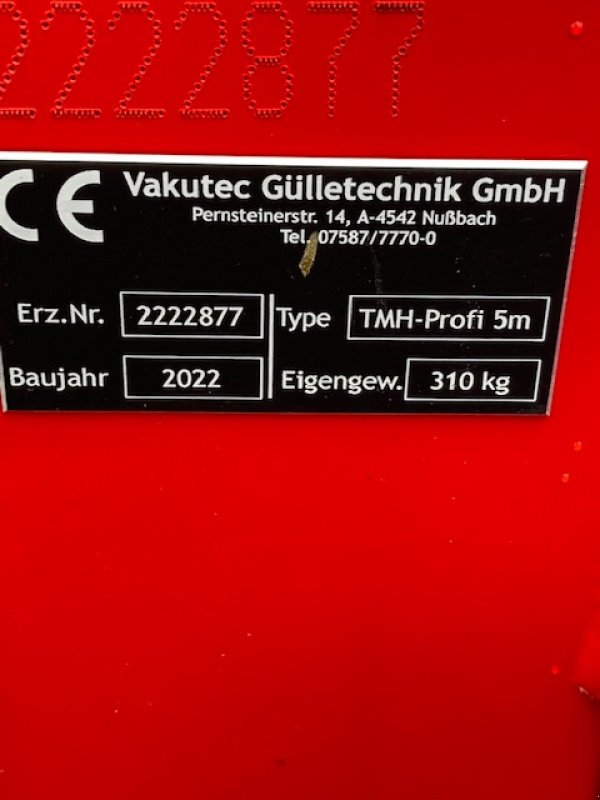 2222877
CE Vakutec Gülletechnik GmbH
Pernsteinerstr. 14, A-4542 Nußbach
Tel. 07587/7770-0
Erz.Nr. 2222877 Type TMH-Profi 5m
Baujahr 2022 Eigengew. 310 kg